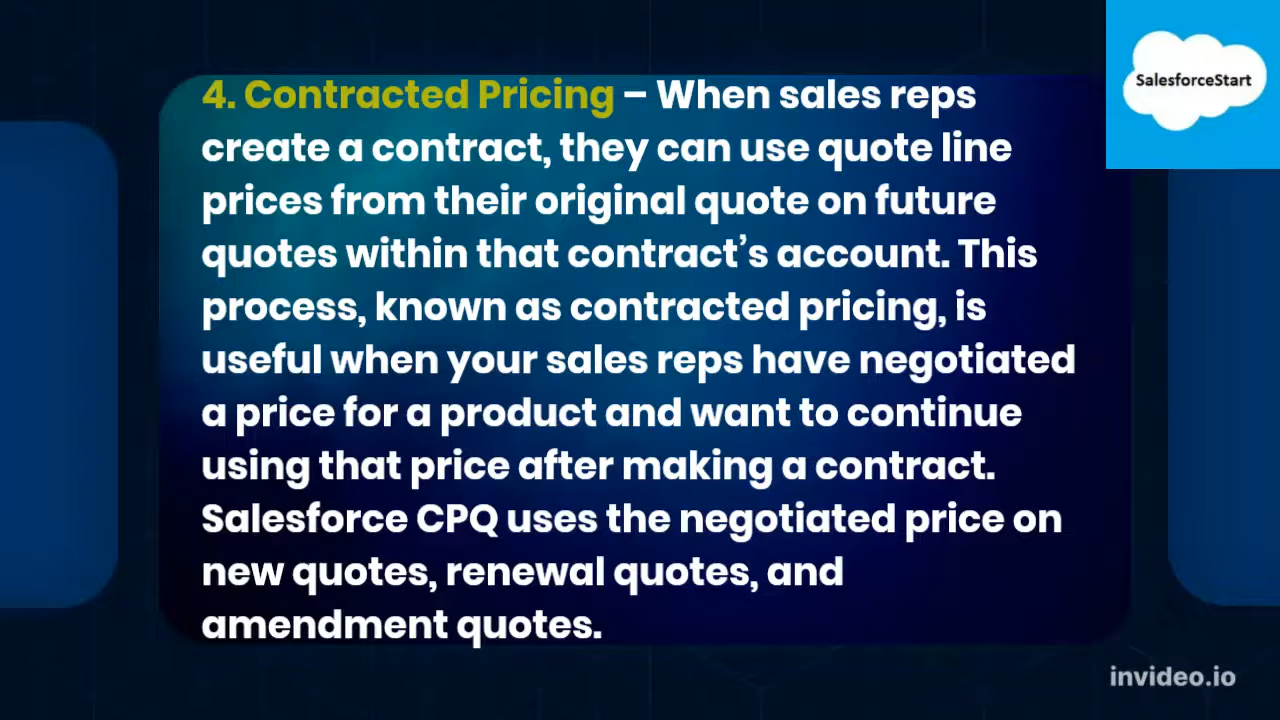 SalesforceStart
4. Contracted Pricing – When sales reps
create a contract, they can use quote line
prices from their original quote on future
quotes within that contract’s account. This
process, known as contracted pricing, is
useful when your sales reps have negotiated
a price for a product and want to continue
using that price after making a contract.
Salesforce CPQ uses the negotiated price on
new quotes, renewal quotes, and
amendment quotes.
invideo.io